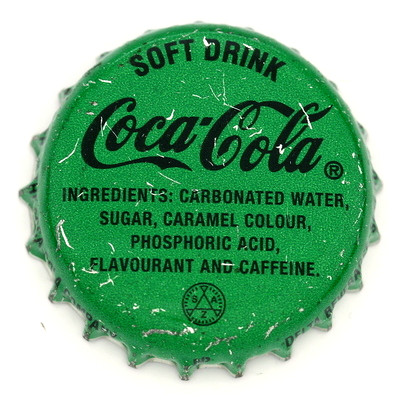 SOFT DRINK
Coca-Cola®
INGREDIENTS: CARBONATED WATER,
SUGAR, CARAMEL COLOUR,
PHOSPHORIC ACID,
FLAVOURANT AND CAFFEINE.